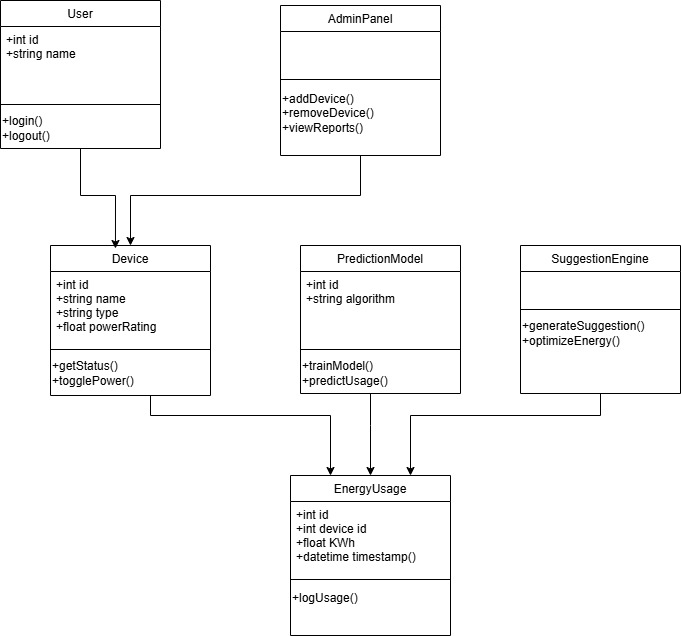 User
+int id
+string name
+login()
+logout()
AdminPanel
+addDevice()
+removeDevice()
+viewReports()
Device
+int id
+string name
+string type
+float powerRating
+getStatus()
+togglePower()
PredictionModel
+int id
+string algorithm
+trainModel()
+predictUsage()
SuggestionEngine
+generateSuggestion()
+optimizeEnergy()
EnergyUsage
+int id
+int device id
+float KWh
+datetime timestamp()
+logUsage()